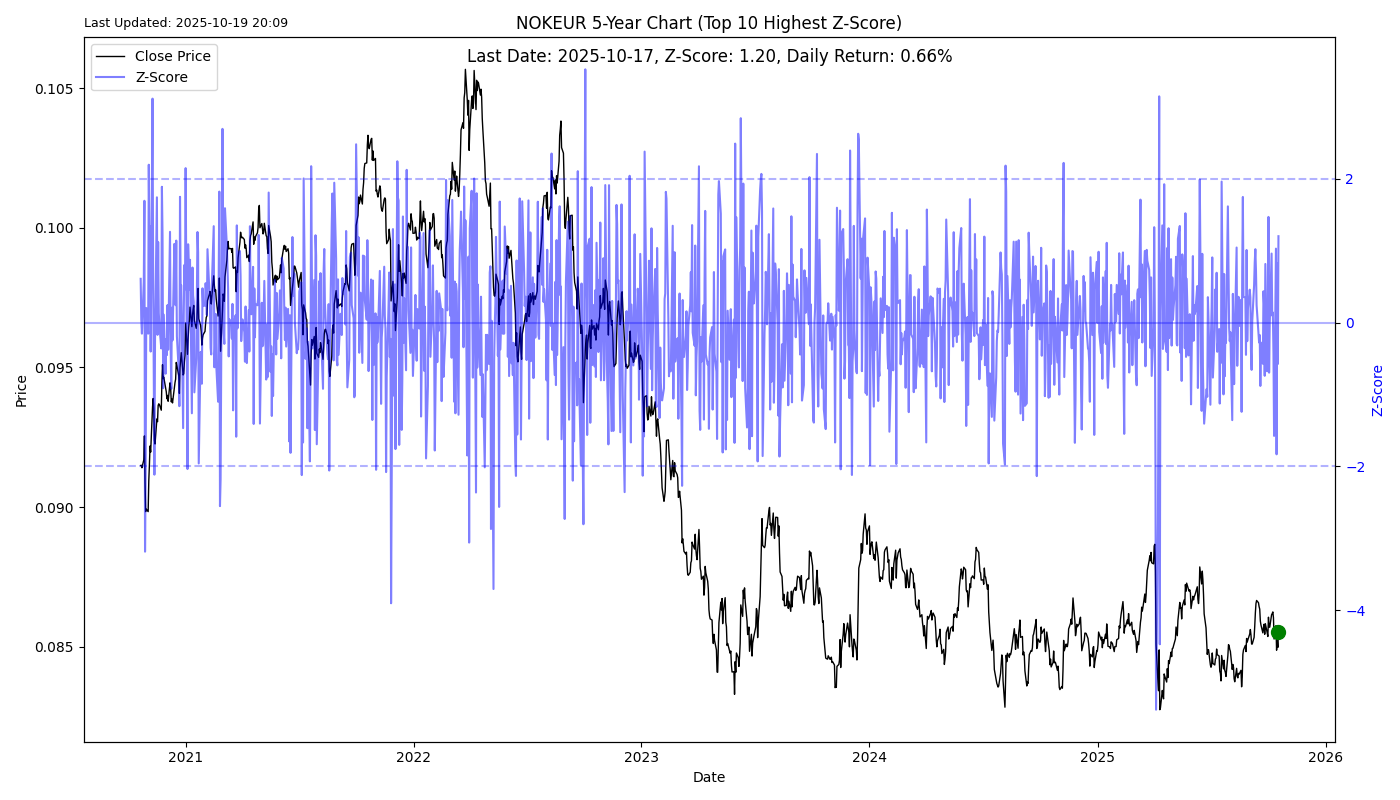 Last Updated: 2025-10-19 20:09
NOKEUR 5-Year Chart (Top 10 Highest Z-Score)
Last Date: 2025-10-17, Z-Score: 1.20, Daily Return: 0.66%
Close Price
Z-Score
0.105
0.100
0.095
0.090
0.085
Price
2
0
−2
−4
Z-Score
2021
2022
2023
2024
2025
2026
Date